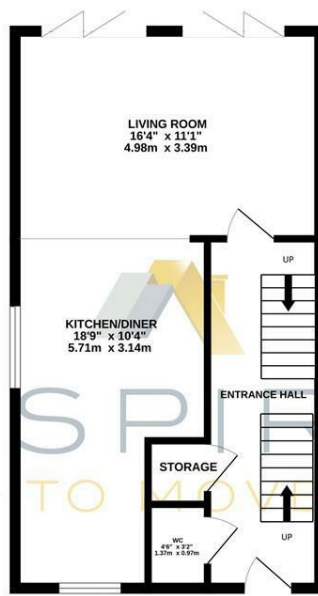 LIVING ROOM
16'4" x 11'1"
4.98m x 3.39m
UP
KITCHEN/DINER
18'9" x 10'4"
5.71m x 3.14m
ENTRANCE HALL
SPIR
STORAGE
TO MOVE
WC
4'6" x 3'2"
1.37m x 0.97m
UP